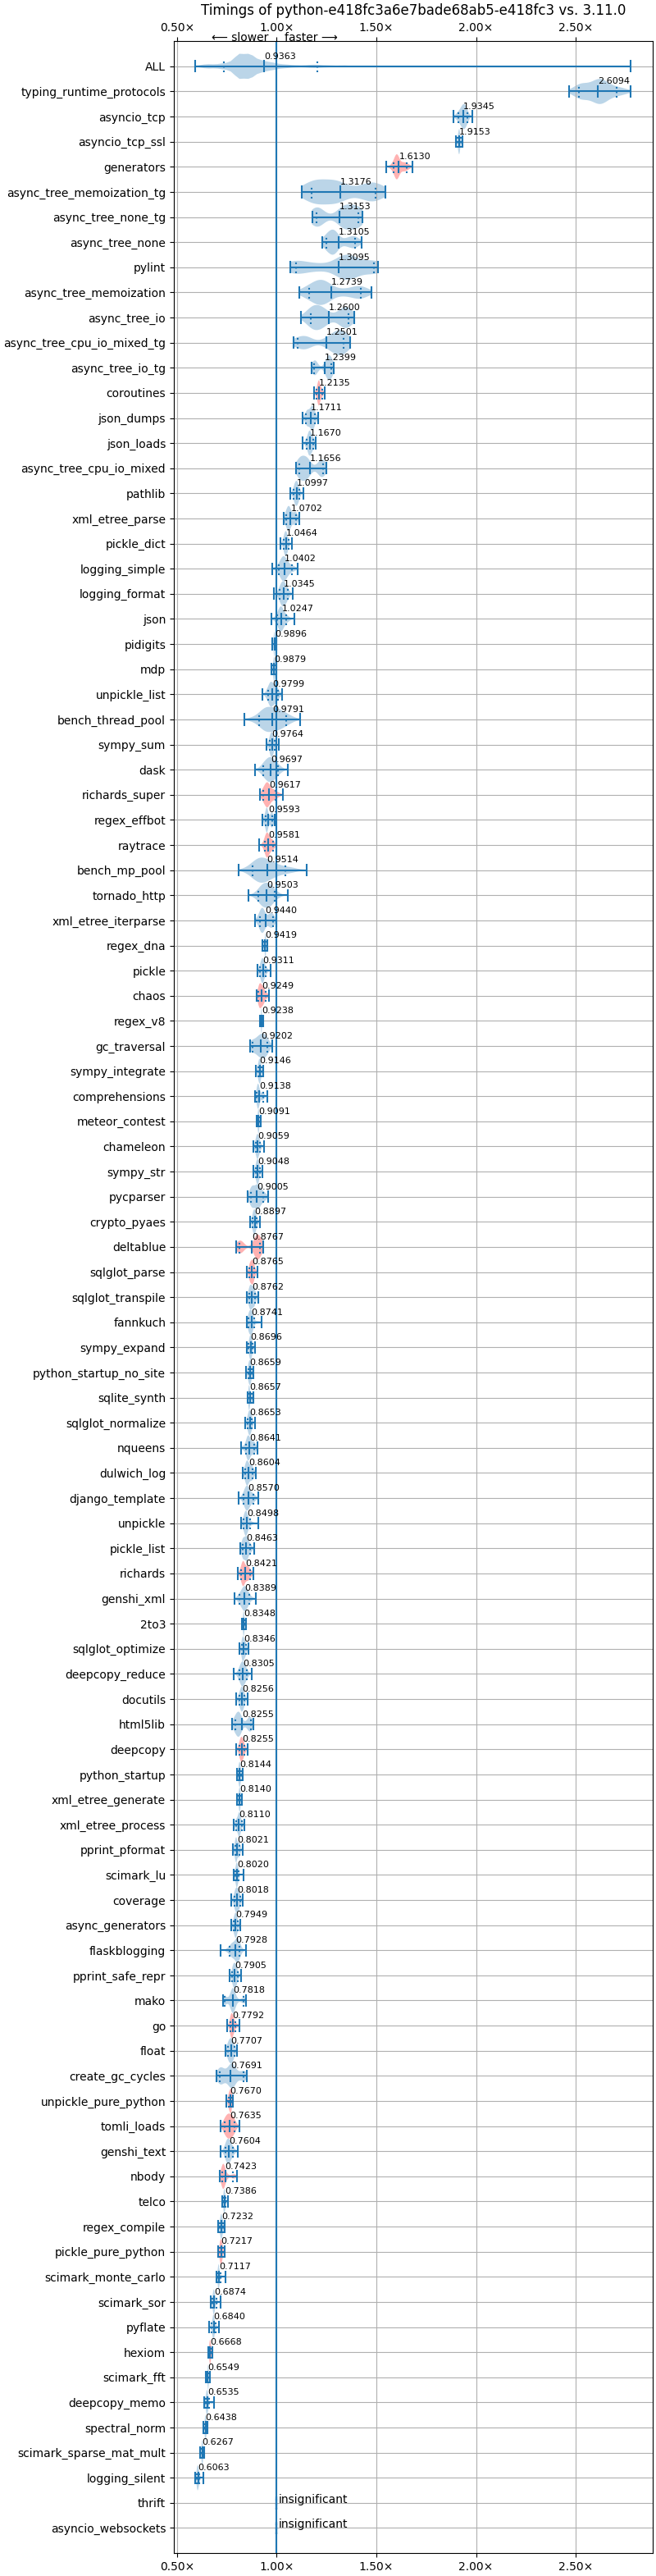 Timings of python-e418fc3a6e7bade68ab5-e418fc3 vs. 3.11.0
0.50× 1.00× 1.50× 2.00× 2.50×
⟵ slower faster ⟶
ALL 0.9363
typing_runtime_protocols 2.6094
asyncio_tcp 1.9345
asyncio_tcp_ssl 1.9153
generators 1.6130
async_tree_memoization_tg 1.3176
async_tree_none_tg 1.3153
async_tree_none 1.3105
pylint 1.3095
async_tree_memoization 1.2739
async_tree_io 1.2600
async_tree_cpu_io_mixed_tg 1.2501
async_tree_io_tg 1.2399
coroutines 1.2135
json_dumps 1.1711
json_loads 1.1670
async_tree_cpu_io_mixed 1.1656
pathlib 1.0997
xml_etree_parse 1.0702
pickle_dict 1.0464
logging_simple 1.0402
logging_format 1.0345
json 1.0247
pidigits 0.9896
mdp 0.9879
unpickle_list 0.9799
bench_thread_pool 0.9791
sympy_sum 0.9764
dask 0.9697
richards_super 0.9617
regex_effbot 0.9593
raytrace 0.9581
bench_mp_pool 0.9514
tornado_http 0.9503
xml_etree_iterparse 0.9440
regex_dna 0.9419
pickle 0.9311
chaos 0.9249
regex_v8 0.9238
gc_traversal 0.9202
sympy_integrate 0.9146
comprehensions 0.9138
meteor_contest 0.9091
chameleon 0.9059
sympy_str 0.9048
pycparser 0.9005
crypto_pyaes 0.8897
deltablue 0.8767
sqlglot_parse 0.8765
sqlglot_transpile 0.8762
fannkuch 0.8741
sympy_expand 0.8696
python_startup_no_site 0.8659
sqlite_synth 0.8657
sqlglot_normalize 0.8653
nqueens 0.8641
dulwich_log 0.8604
django_template 0.8570
unpickle 0.8498
pickle_list 0.8463
richards 0.8421
genshi_xml 0.8389
2to3 0.8348
sqlglot_optimize 0.8346
deepcopy_reduce 0.8305
docutils 0.8256
html5lib 0.8255
deepcopy 0.8255
python_startup 0.8144
xml_etree_generate 0.8140
xml_etree_process 0.8110
pprint_pformat 0.8021
scimark_lu 0.8020
coverage 0.8018
async_generators 0.7949
flaskblogging 0.7928
pprint_safe_repr 0.7905
mako 0.7818
go 0.7792
float 0.7707
create_gc_cycles 0.7691
unpickle_pure_python 0.7670
tomli_loads 0.7635
genshi_text 0.7604
nbody 0.7423
telco 0.7386
regex_compile 0.7232
pickle_pure_python 0.7217
scimark_monte_carlo 0.7117
scimark_sor 0.6874
pyflate 0.6840
hexiom 0.6668
scimark_fft 0.6549
deepcopy_memo 0.6535
spectral_norm 0.6438
scimark_sparse_mat_mult 0.6267
logging_silent 0.6063
thrift insignificant
asyncio_websockets insignificant
0.50× 1.00× 1.50× 2.00× 2.50×